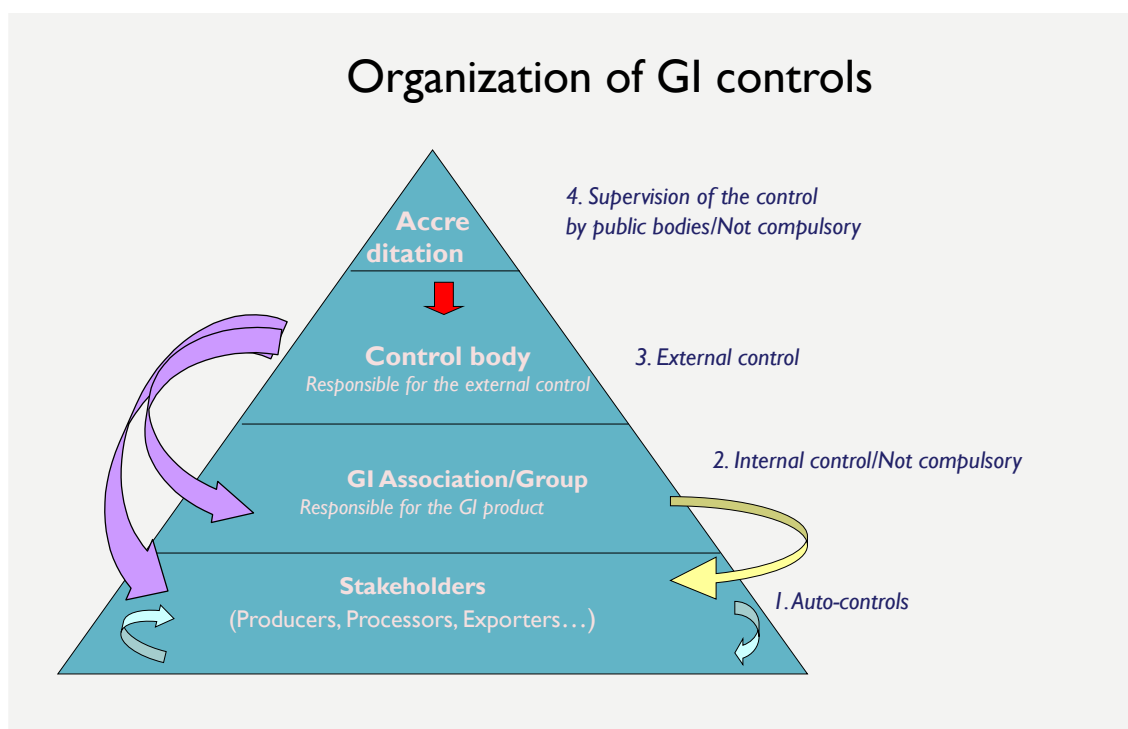 Organization of GI controls
4. Supervision of the control
by public bodies/Not compulsory
Accre
ditation
Control body
Responsible for the external control
3. External control
2. Internal control/Not compulsory
GI Association/Group
Responsible for the GI product
Stakeholders
(Producers, Processors, Exporters…)
1. Auto-controls